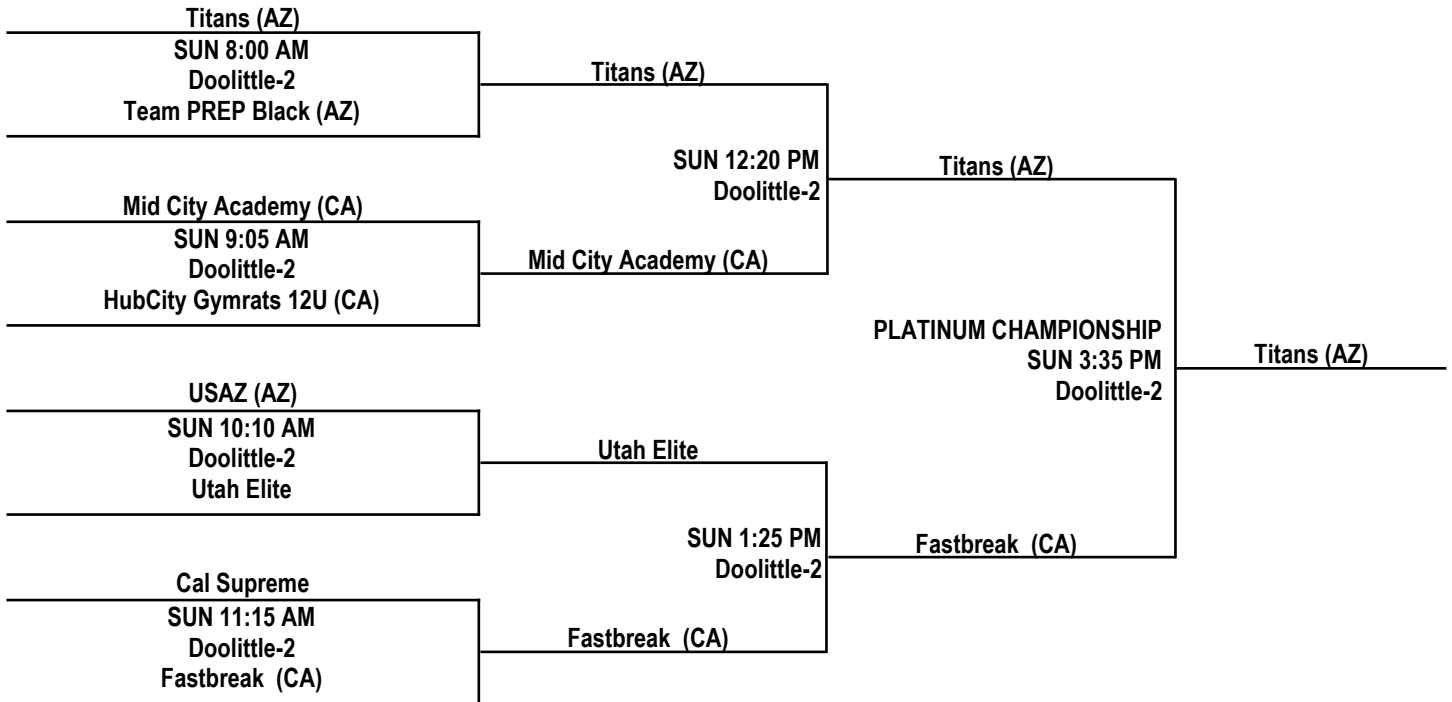 Titans (AZ)
SUN 8:00 AM
Doolittle-2
Team PREP Black (AZ)
Mid City Academy (CA)
SUN 9:05 AM
Doolittle-2
HubCity Gymrats 12U (CA)
USAZ (AZ)
SUN 10:10 AM
Doolittle-2
Utah Elite
Cal Supreme
SUN 11:15 AM
Doolittle-2
Fastbreak  (CA)
Titans (AZ)
SUN 12:20 PM
Doolittle-2
Mid City Academy (CA)
Utah Elite
SUN 1:25 PM
Doolittle-2
Fastbreak  (CA)
Titans (AZ)
PLATINUM CHAMPIONSHIP
SUN 3:35 PM
Doolittle-2
Fastbreak  (CA)
Titans (AZ)